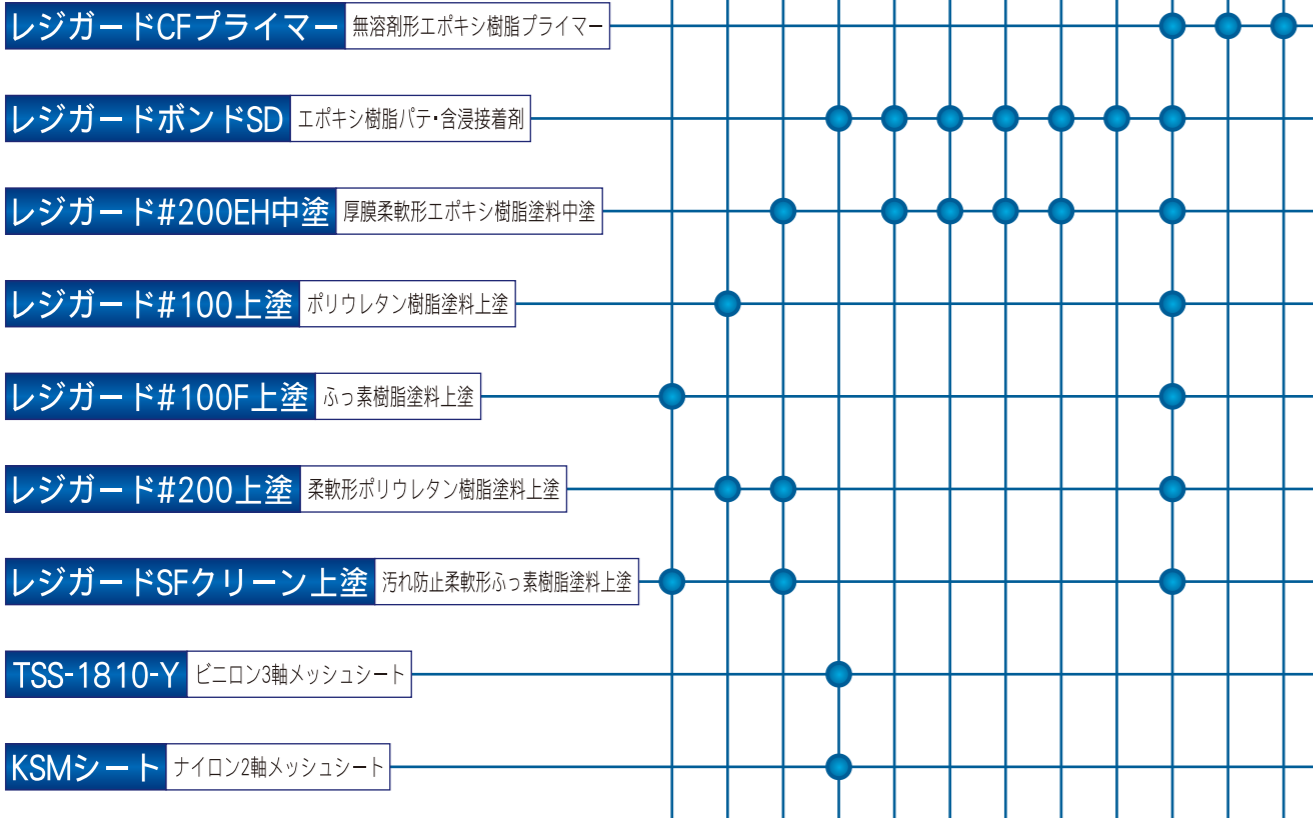 レジガードCFプライマー 無溶剤形エポキシ樹脂プライマー
レジガードボンドSD エポキシ樹脂パテ・含浸接着剤
レジガード#200EH中塗 厚膜柔軟形エポキシ樹脂塗料中塗
レジガード#100上塗 ポリウレタン樹脂塗料上塗
レジガード#100F上塗 ふっ素樹脂塗料上塗
レジガード#200上塗 柔軟形ポリウレタン樹脂塗料上塗
レジガードSFクリーン上塗 汚れ防止柔軟形ふっ素樹脂塗料上塗
TSS-1810-Y ビニロン3軸メッシュシート
KSMシート ナイロン2軸メッシュシート